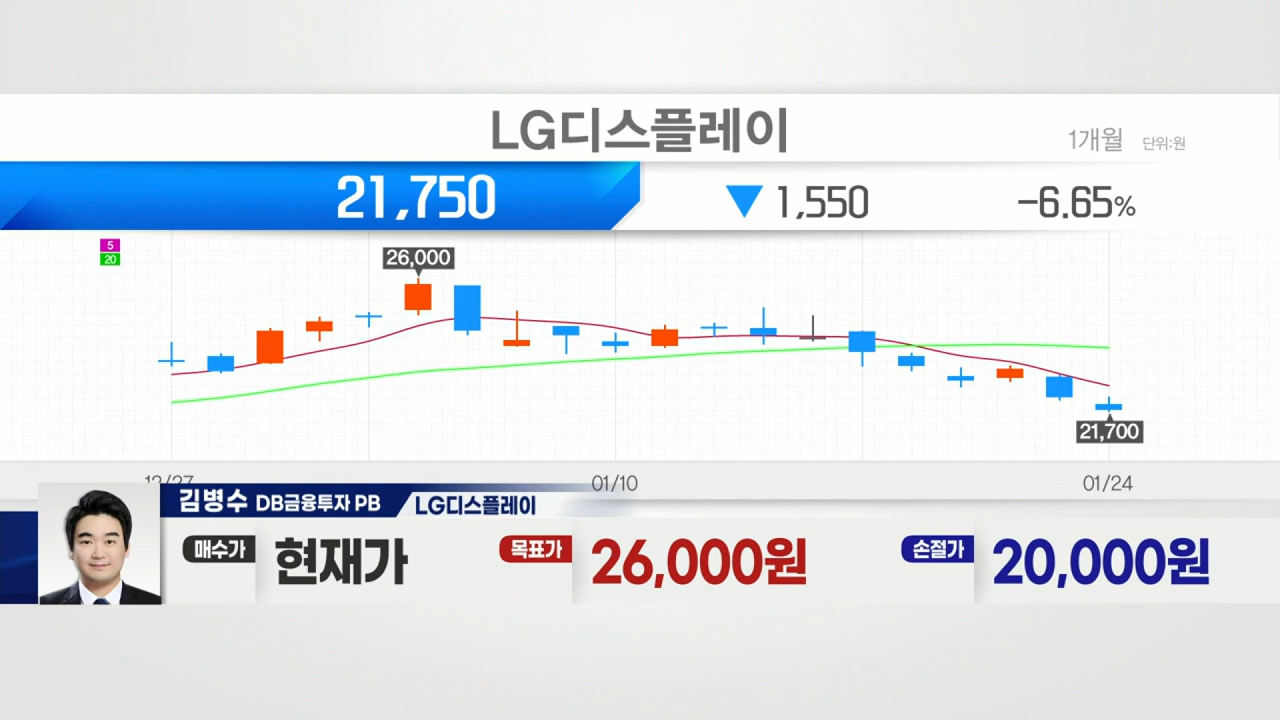 LG디스플레이
1개월 단위:원
21,750 ▼1,550 -6.65%
5
20
26,000
21,700
12/27 01/10 01/24
김병수 DB금융투자 PB LG디스플레이
매수가 현재가 목표가 26,000원 손절가 20,000원